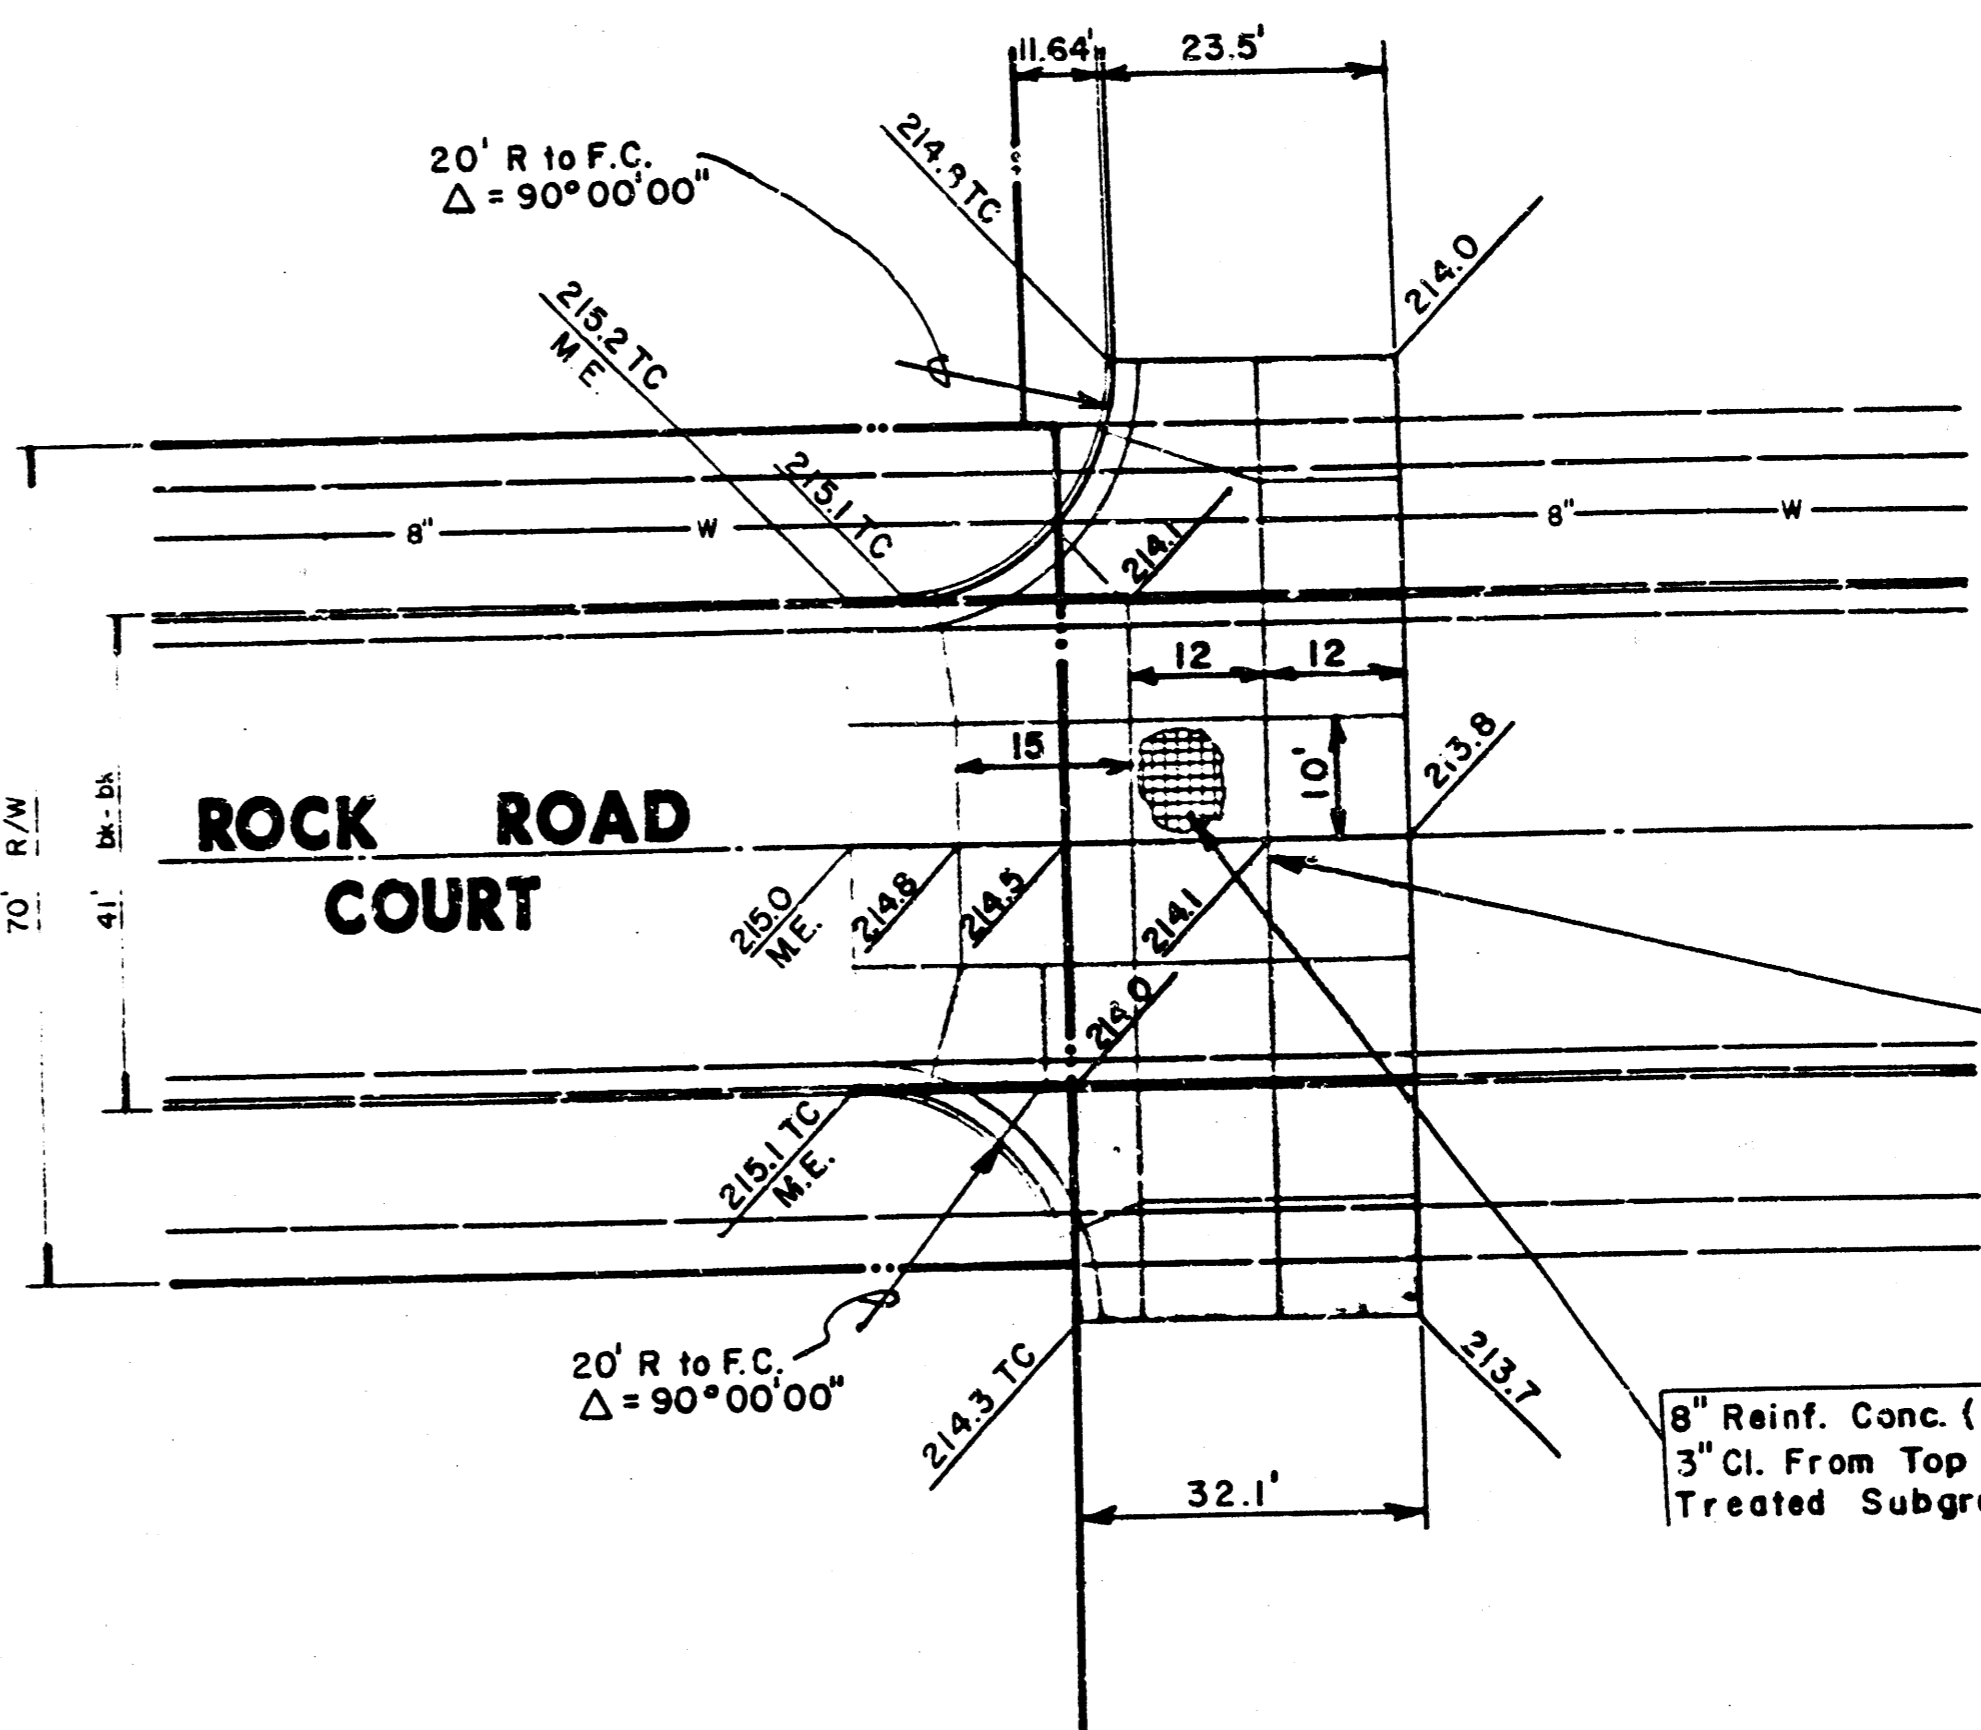 11.64'
23.5'
20' R to F.C.
Δ = 90°00'00"
214.8 TC
214.0
215.2 TC
M.E.
215.1 TC
8" W
8" W
214.1
12
12
15
10'
213.8
70' R/W
41' bk-bk
ROCK ROAD
COURT
215.0
M.E.
214.8
214.5
214.1
214.0
215.1 TC
M.E.
20' R to F.C.
Δ = 90°00'00"
214.3 TC
213.7
32.1'
8" Reinf. Conc. (
3" Cl. From Top
Treated Subgr